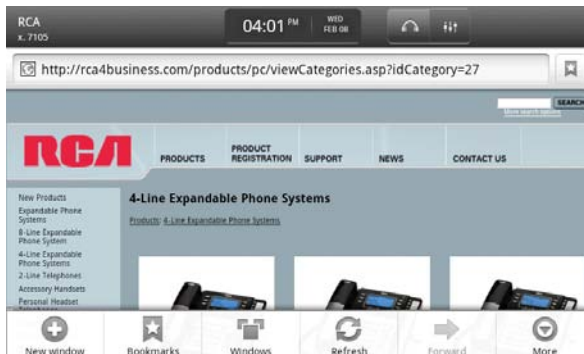 RCA
x. 7105
04:01 PM
WED
FEB 08
http://rca4business.com/products/pc/viewCategories.asp?idCategory=27
SEARCH
More search options
RCA
PRODUCTS
PRODUCT
REGISTRATION
SUPPORT
NEWS
CONTACT US
New Products
Expandable Phone
Systems
8-Line Expandable
Phone System
4-Line Expandable
Phone Systems
2-Line Telephones
Accessory Handsets
Personal Headset
Telephones
4-Line Expandable Phone Systems
Products: 4-Line Expandable Phone Systems
New window
Bookmarks
Windows
Refresh
Forward
More